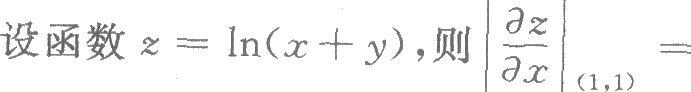 设函数 z = ln(x + y),则 |∂z/∂x|_(1,1) =